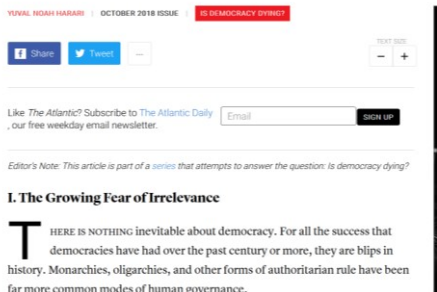 YUVAL NOAH HARARI | OCTOBER 2018 ISSUE | IS DEMOCRACY DYING?
TEXT SIZE
Share Tweet ... − +
Like The Atlantic? Subscribe to The Atlantic Daily Email SIGN UP
, our free weekday email newsletter.
Editor's Note: This article is part of a series that attempts to answer the question: Is democracy dying?
I. The Growing Fear of Irrelevance
THERE IS NOTHING inevitable about democracy. For all the success that
democracies have had over the past century or more, they are blips in
history. Monarchies, oligarchies, and other forms of authoritarian rule have been
far more common modes of human governance.